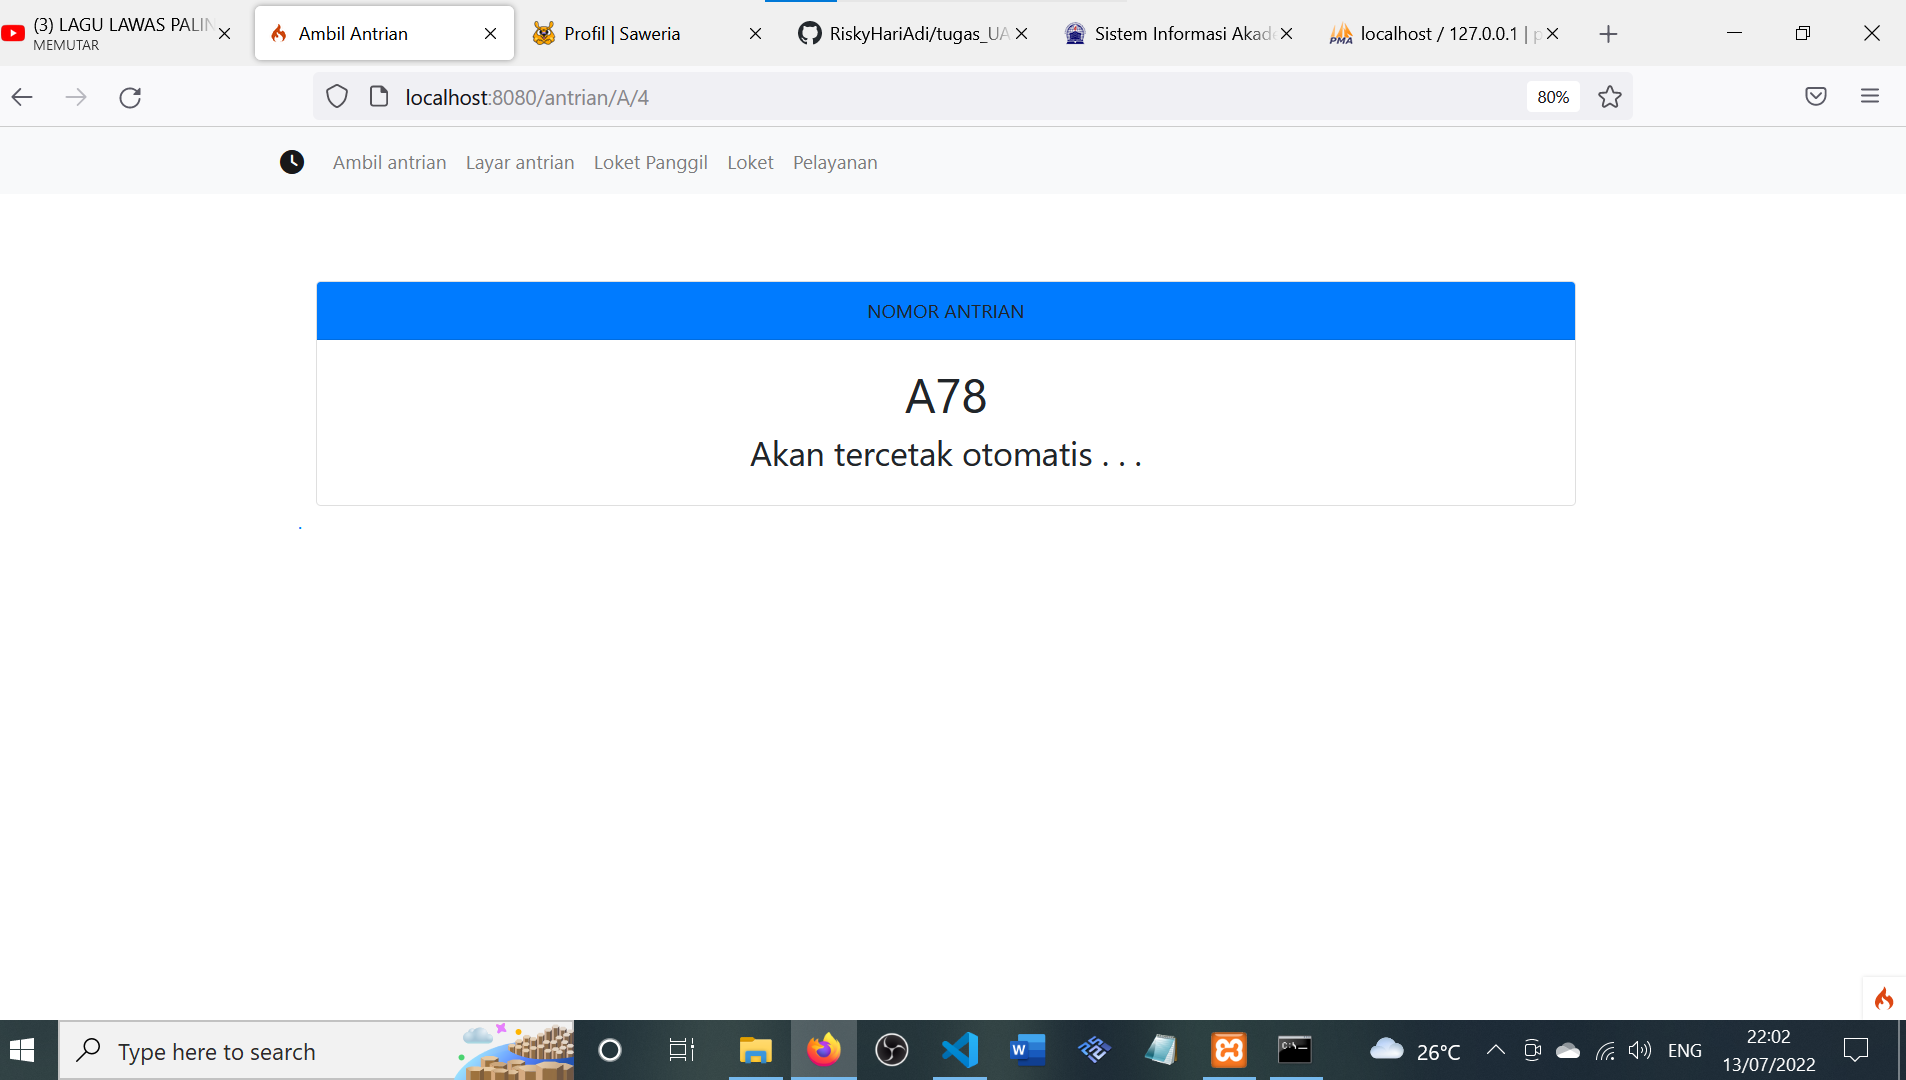 (3) LAGU LAWAS PALIN
MEMUTAR
Ambil Antrian
Profil | Saweria
RiskyHariAdi/tugas_UA
Sistem Informasi Akade
localhost / 127.0.0.1 | p
localhost:8080/antrian/A/4
80%
Ambil antrian
Layar antrian
Loket Panggil
Loket
Pelayanan
NOMOR ANTRIAN
A78
Akan tercetak otomatis . . .
Type here to search
26°C
ENG
22:02
13/07/2022